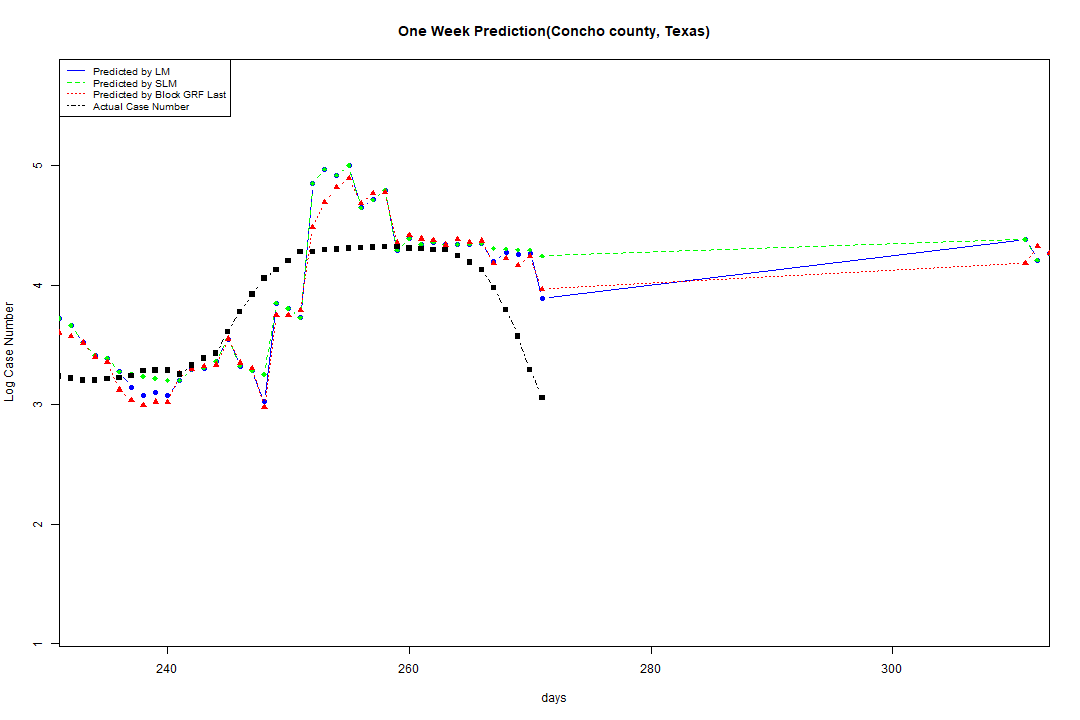 One Week Prediction(Concho county, Texas)
Predicted by LM
Predicted by SLM
Predicted by Block GRF Last
Actual Case Number
5
4
3
2
1
Log Case Number
240 260 280 300
days